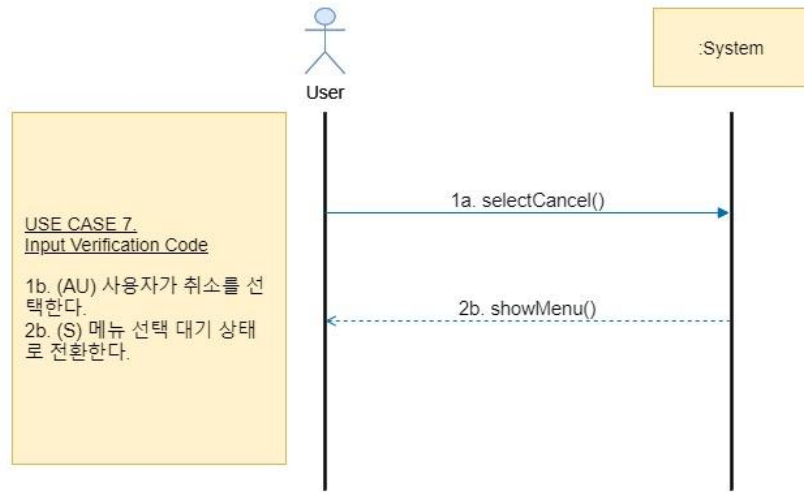 :System
User
1a. selectCancel()
USE CASE 7.
Input Verification Code
1b. (AU) 사용자가 취소를 선
택한다.
2b. (S) 메뉴 선택 대기 상태
로 전환한다.
2b. showMenu()